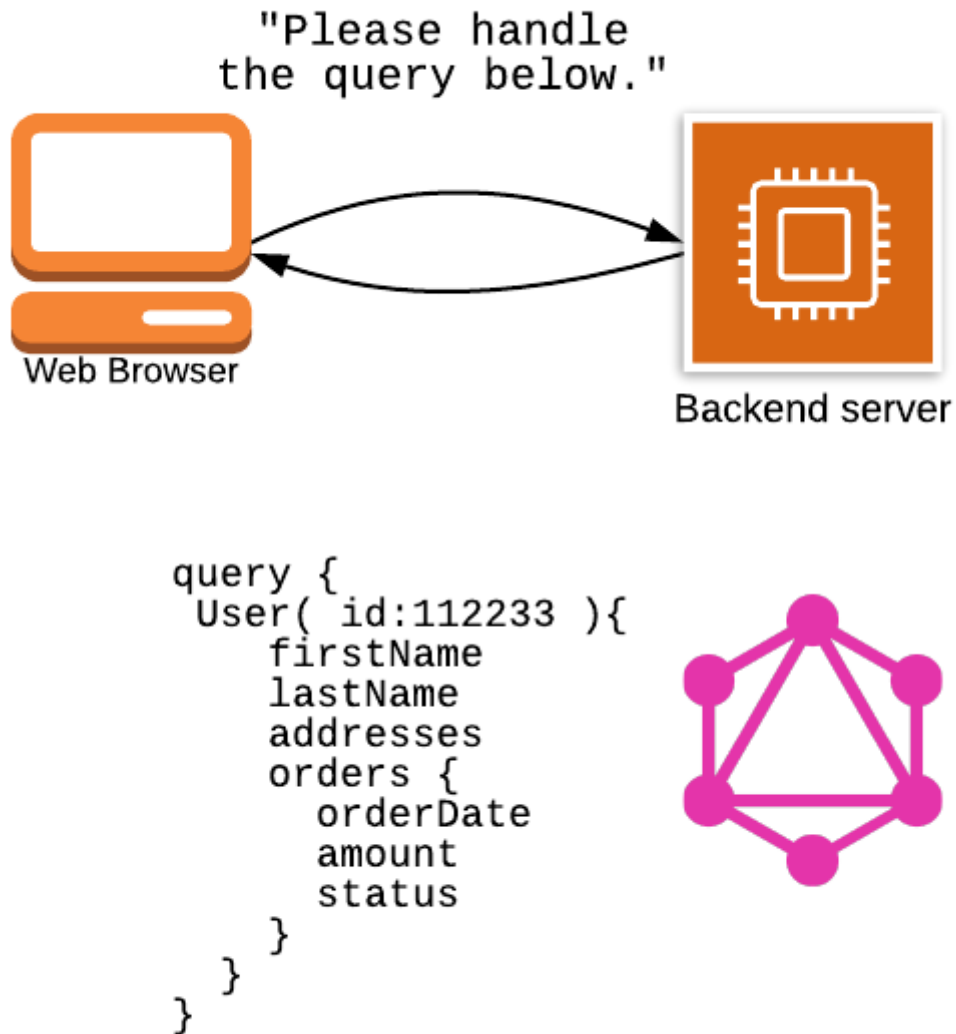 "Please handle
the query below."
Web Browser
Backend server
query {
 User( id:112233 ){
    firstName
    lastName
    addresses
    orders {
      orderDate
      amount
      status
    }
  }
}